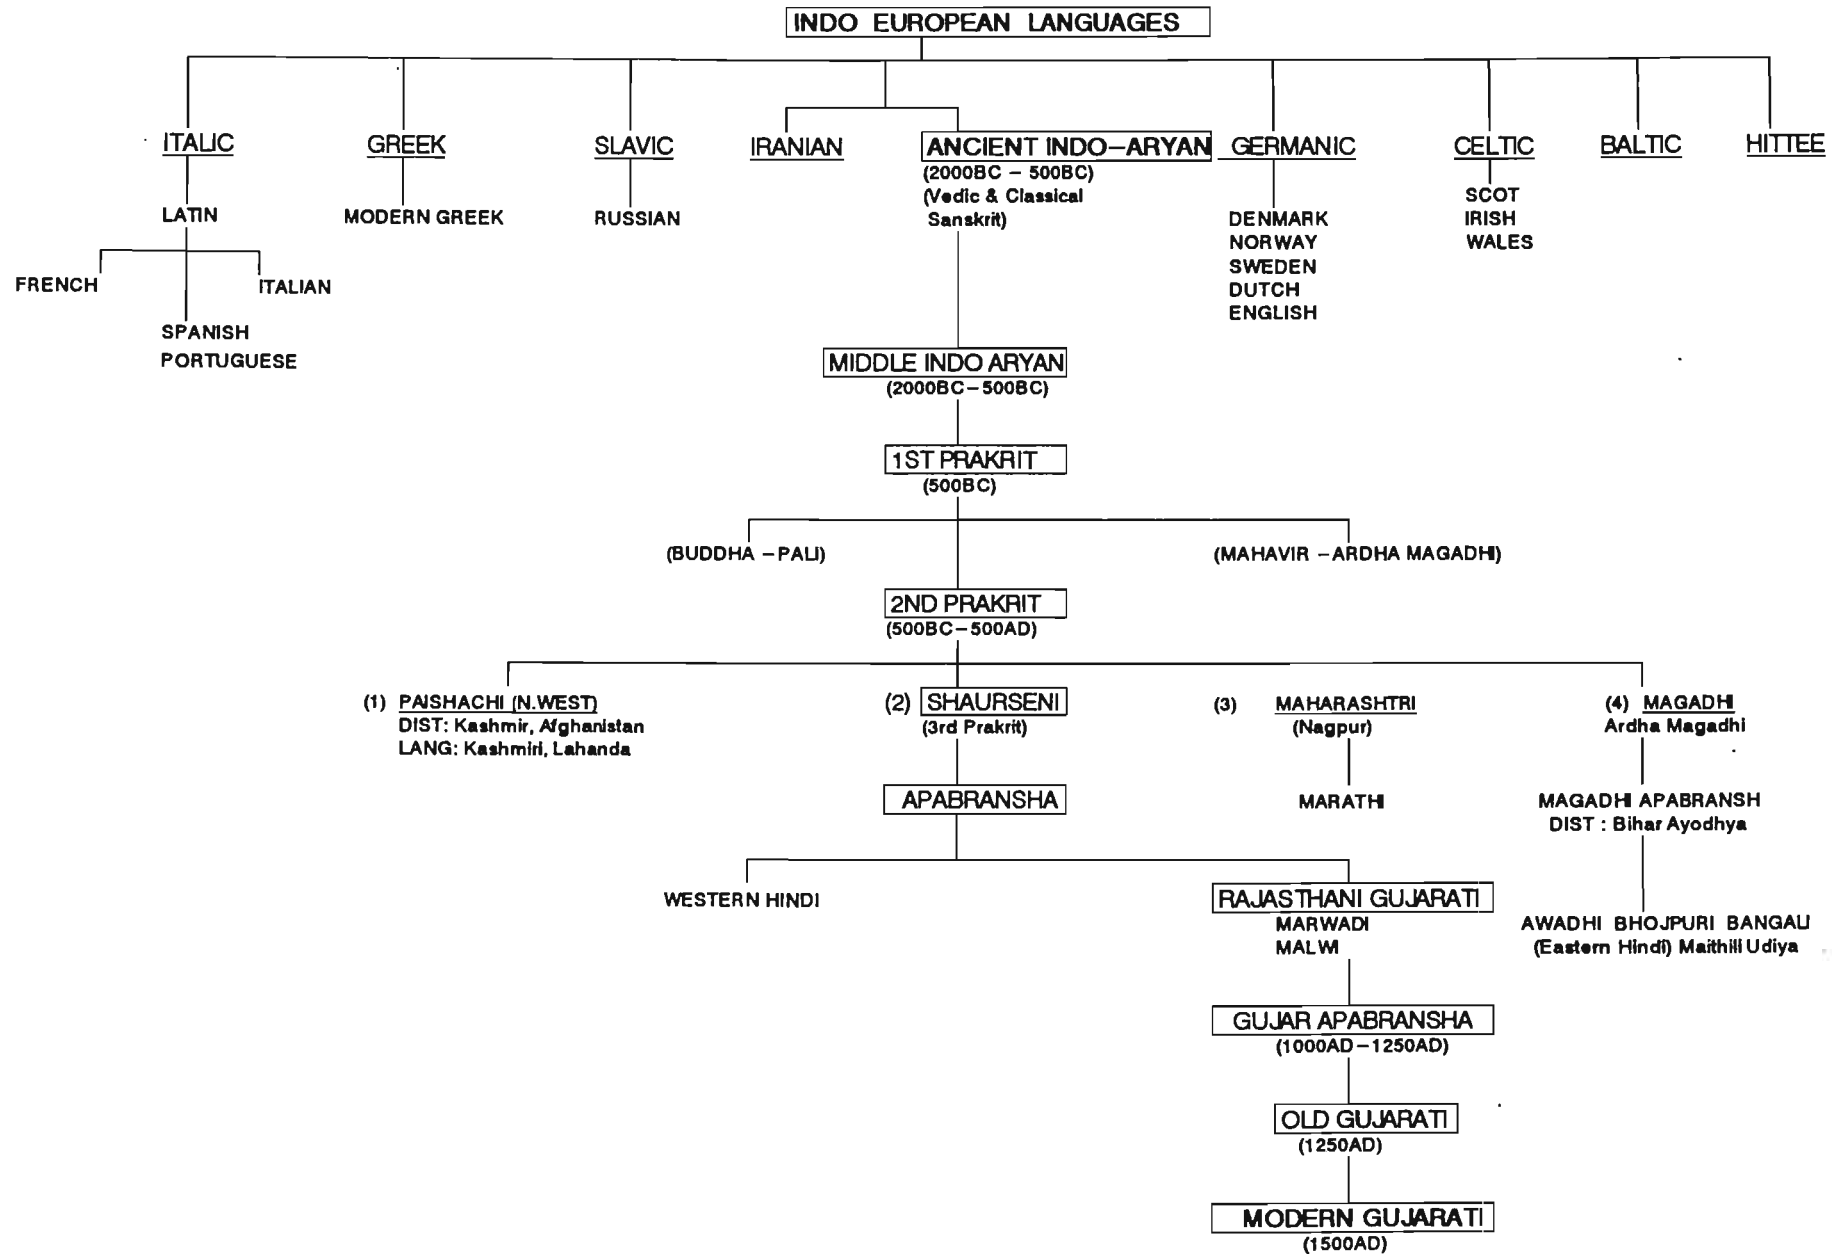 INDO EUROPEAN LANGUAGES
ITALIC
GREEK
SLAVIC
IRANIAN
ANCIENT INDO-ARYAN
(2000BC - 500BC)
(Vedic & Classical
Sanskrit)
GERMANIC
CELTIC
BALTIC
HITTEE
LATIN
MODERN GREEK
RUSSIAN
DENMARK
NORWAY
SWEDEN
DUTCH
ENGLISH
SCOT
IRISH
WALES
FRENCH
ITALIAN
SPANISH
PORTUGUESE
MIDDLE INDO ARYAN
(2000BC-500BC)
1ST PRAKRIT
(500BC)
(BUDDHA -PALI)
(MAHAVIR -ARDHA MAGADHI)
2ND PRAKRIT
(500BC-500AD)
(1) PAISHACHI (N.WEST)
DIST: Kashmir, Afghanistan
LANG: Kashmiri, Lahanda
(2) SHAURSENI
(3rd Prakrit)
(3) MAHARASHTRI
(Nagpur)
(4) MAGADHI
Ardha Magadhi
APABRANSHA
MARATHI
MAGADHI APABRANSH
DIST : Bihar Ayodhya
WESTERN HINDI
RAJASTHANI GUJARATI
MARWADI
MALWI
AWADHI BHOJPURI BANGALI
(Eastern Hindi) Maithili Udiya
GUJAR APABRANSHA
(1000AD-1250AD)
OLD GUJARATI
(1250AD)
MODERN GUJARATI
(1500AD)